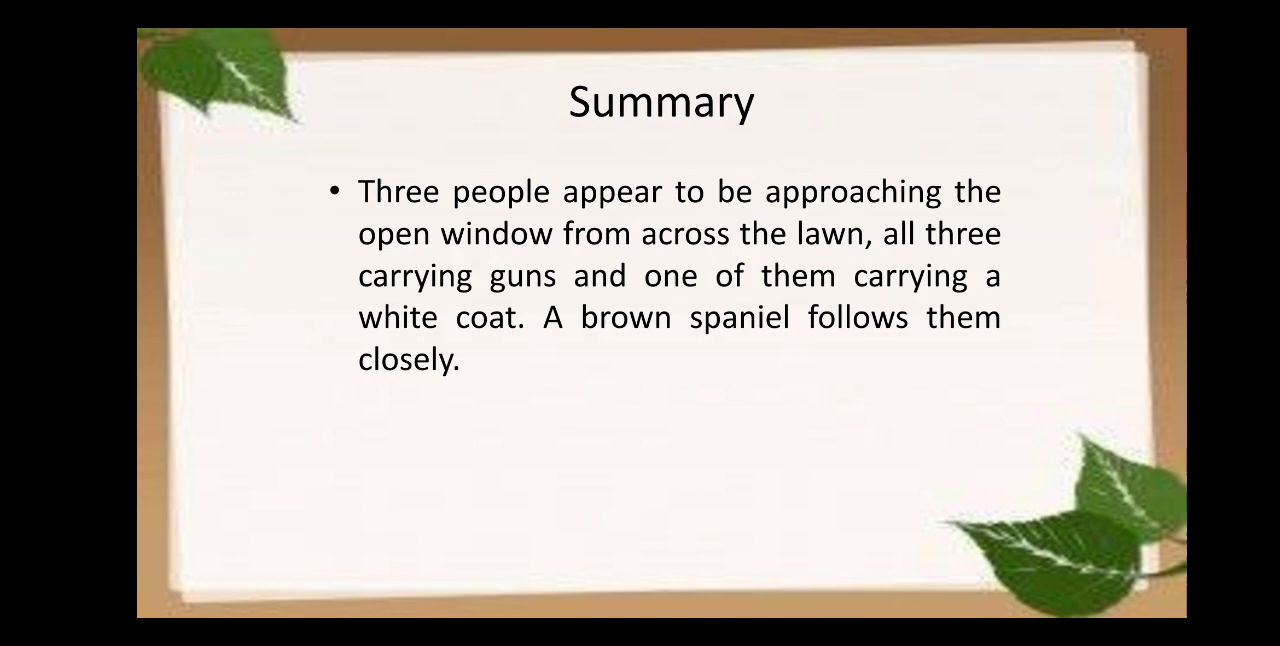 Summary
• Three people appear to be approaching the
open window from across the lawn, all three
carrying guns and one of them carrying a
white coat. A brown spaniel follows them
closely.